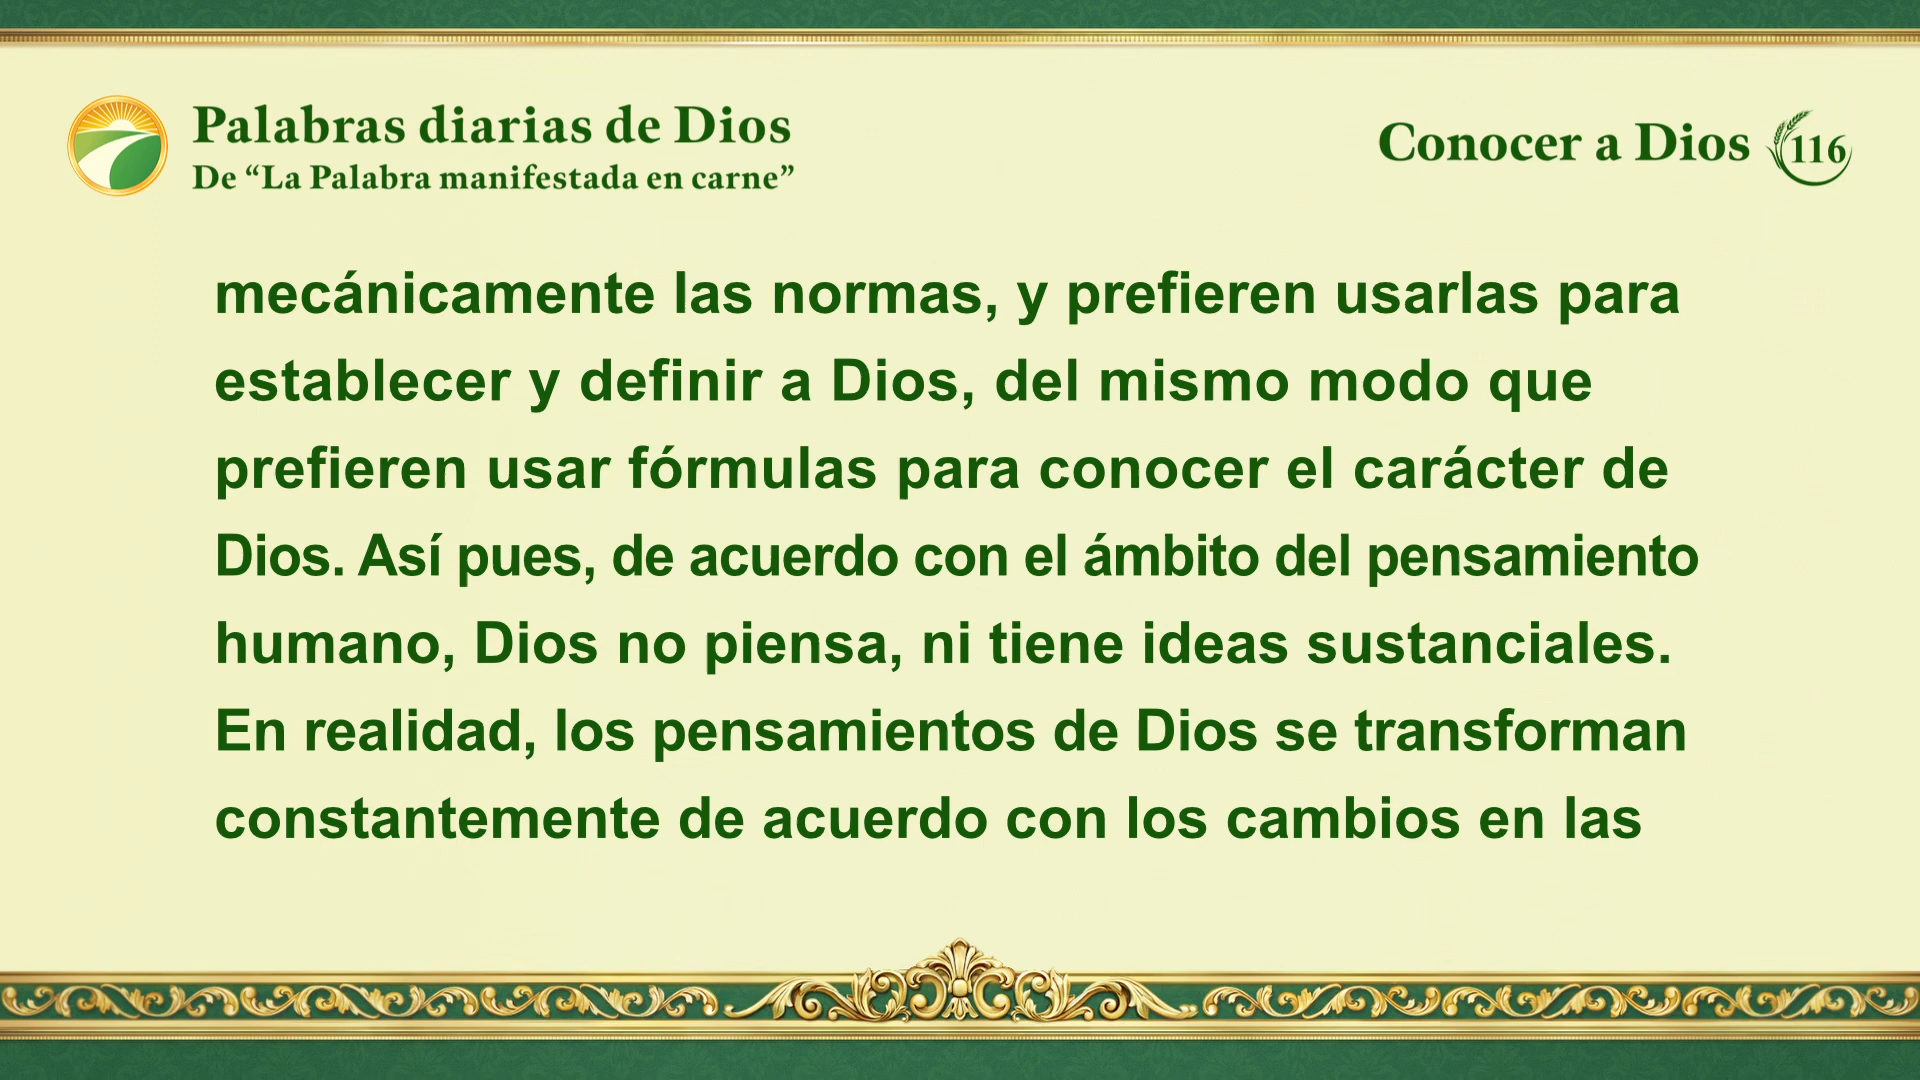 Palabras diarias de Dios
De “La Palabra manifestada en carne”
Conocer a Dios 116
mecánicamente las normas, y prefieren usarlas para
establecer y definir a Dios, del mismo modo que
prefieren usar fórmulas para conocer el carácter de
Dios. Así pues, de acuerdo con el ámbito del pensamiento
humano, Dios no piensa, ni tiene ideas sustanciales.
En realidad, los pensamientos de Dios se transforman
constantemente de acuerdo con los cambios en las